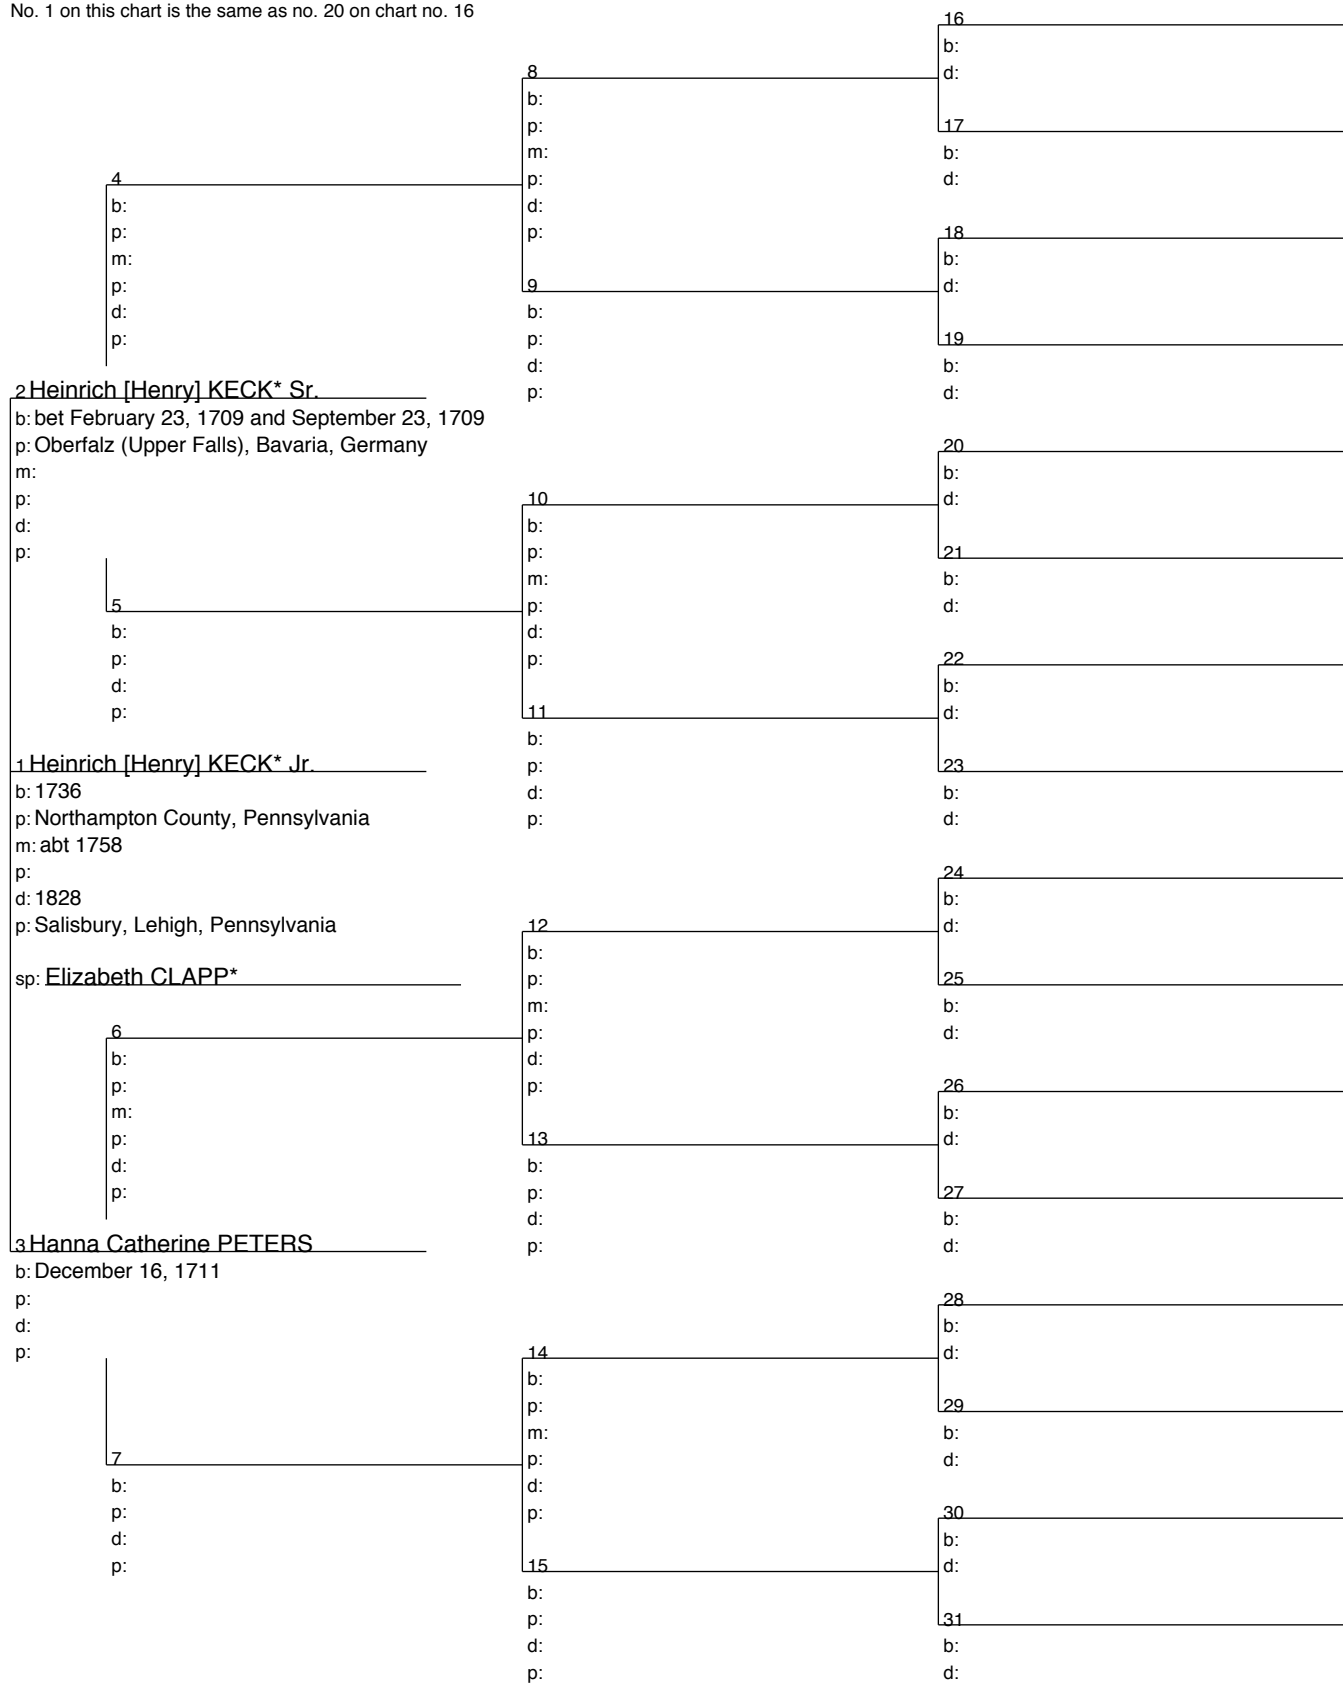 No. 1 on this chart is the same as no. 20 on chart no. 16
16
b:
d:
8
b:
p:
m:
p:
d:
p:
17
b:
d:
4
b:
p:
m:
p:
d:
p:
18
b:
d:
9
b:
p:
d:
p:
19
b:
d:
2 Heinrich [Henry] KECK* Sr.
b: bet February 23, 1709 and September 23, 1709
p: Oberfalz (Upper Falls), Bavaria, Germany
m:
p:
d:
p:
20
b:
d:
10
b:
p:
m:
p:
d:
p:
21
b:
d:
5
b:
p:
d:
p:
22
b:
d:
11
b:
p:
d:
p:
23
b:
d:
1 Heinrich [Henry] KECK* Jr.
b: 1736
p: Northampton County, Pennsylvania
m: abt 1758
p:
d: 1828
p: Salisbury, Lehigh, Pennsylvania
sp: Elizabeth CLAPP*
24
b:
d:
12
b:
p:
m:
p:
d:
p:
25
b:
d:
6
b:
p:
m:
p:
d:
p:
26
b:
d:
13
b:
p:
d:
p:
27
b:
d:
3 Hanna Catherine PETERS
b: December 16, 1711
p:
d:
p:
28
b:
d:
14
b:
p:
m:
p:
d:
p:
29
b:
d:
7
b:
p:
d:
p:
30
b:
d:
15
b:
p:
d:
p:
31
b:
d: